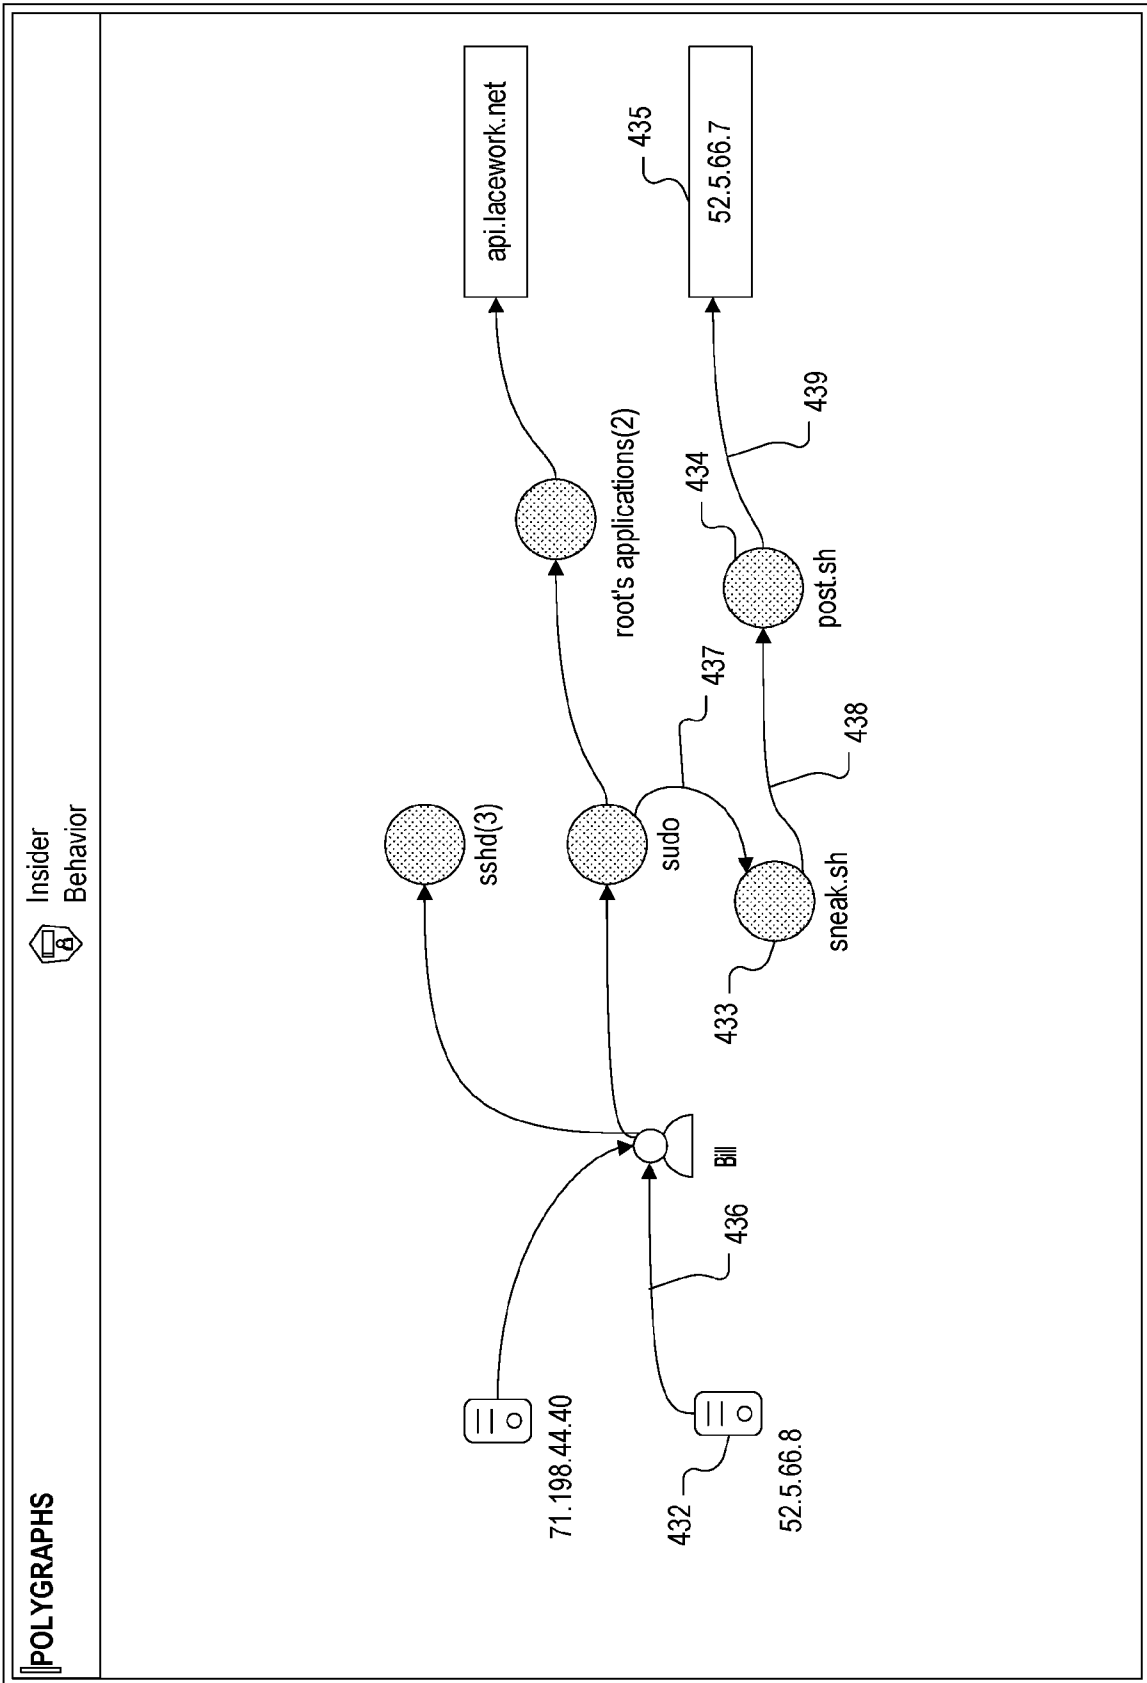 POLYGRAPHS
Insider
Behavior
71.198.44.40
432
52.5.66.8
436
Bill
sshd(3)
sudo
433
sneak.sh
437
438
root's applications(2)
434
post.sh
439
api.lacework.net
435
52.5.66.7